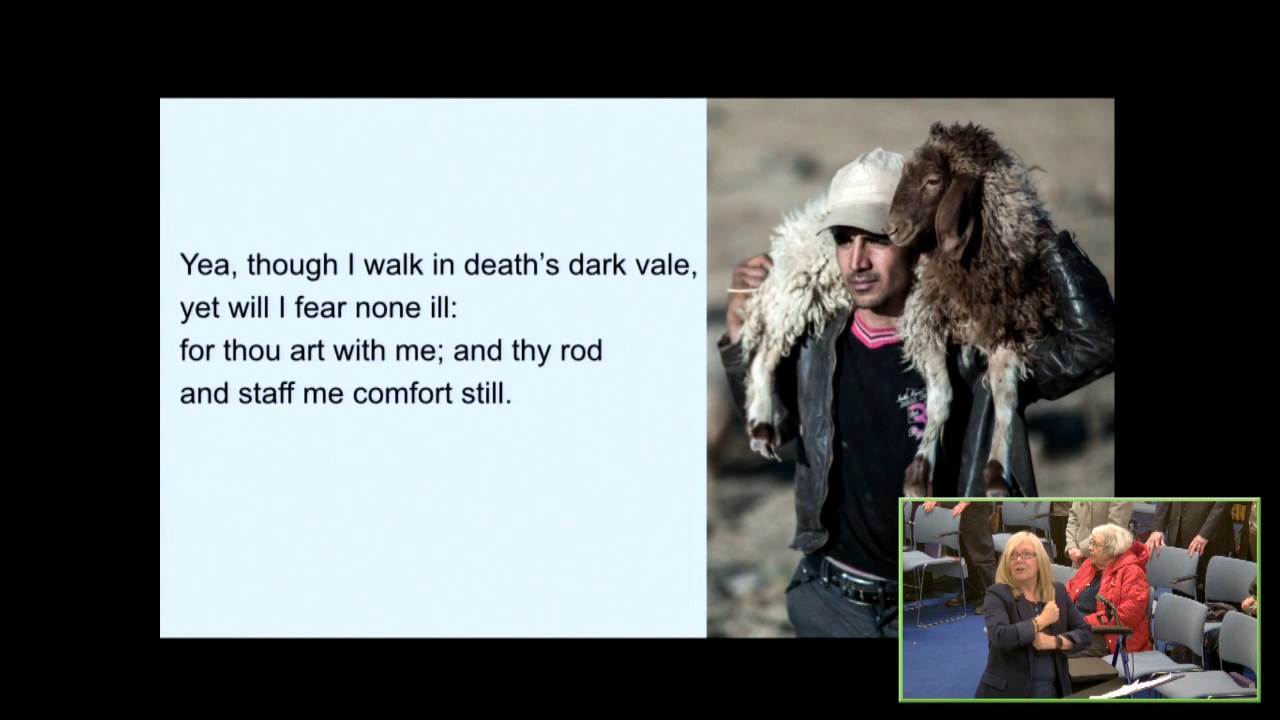 Yea, though I walk in death’s dark vale,
yet will I fear none ill:
for thou art with me; and thy rod
and staff me comfort still.